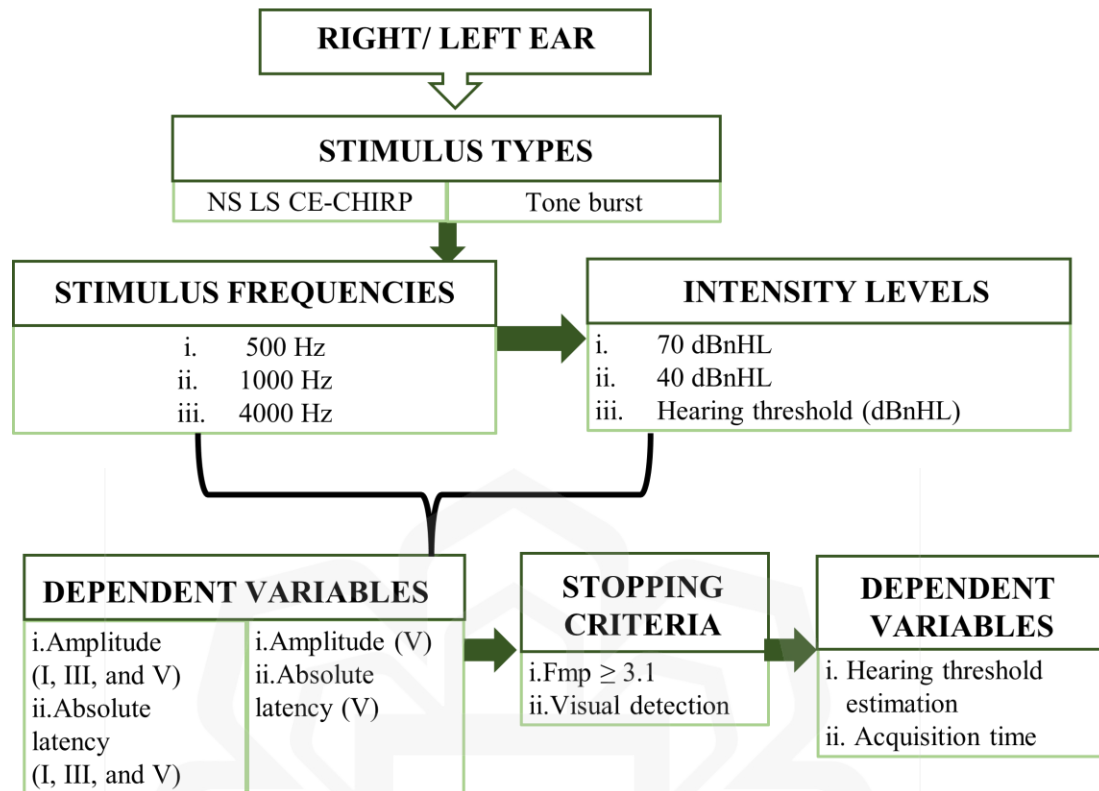 RIGHT/ LEFT EAR
STIMULUS TYPES
NS LS CE-CHIRP
Tone burst
STIMULUS FREQUENCIES
i. 500 Hz
ii. 1000 Hz
iii. 4000 Hz
INTENSITY LEVELS
i. 70 dBnHL
ii. 40 dBnHL
iii. Hearing threshold (dBnHL)
DEPENDENT VARIABLES
i.Amplitude
(I, III, and V)
ii.Absolute
latency
(I, III, and V)
i.Amplitude (V)
ii.Absolute
latency (V)
STOPPING
CRITERIA
i.Fmp ≥ 3.1
ii.Visual detection
DEPENDENT
VARIABLES
i. Hearing threshold
estimation
ii. Acquisition time